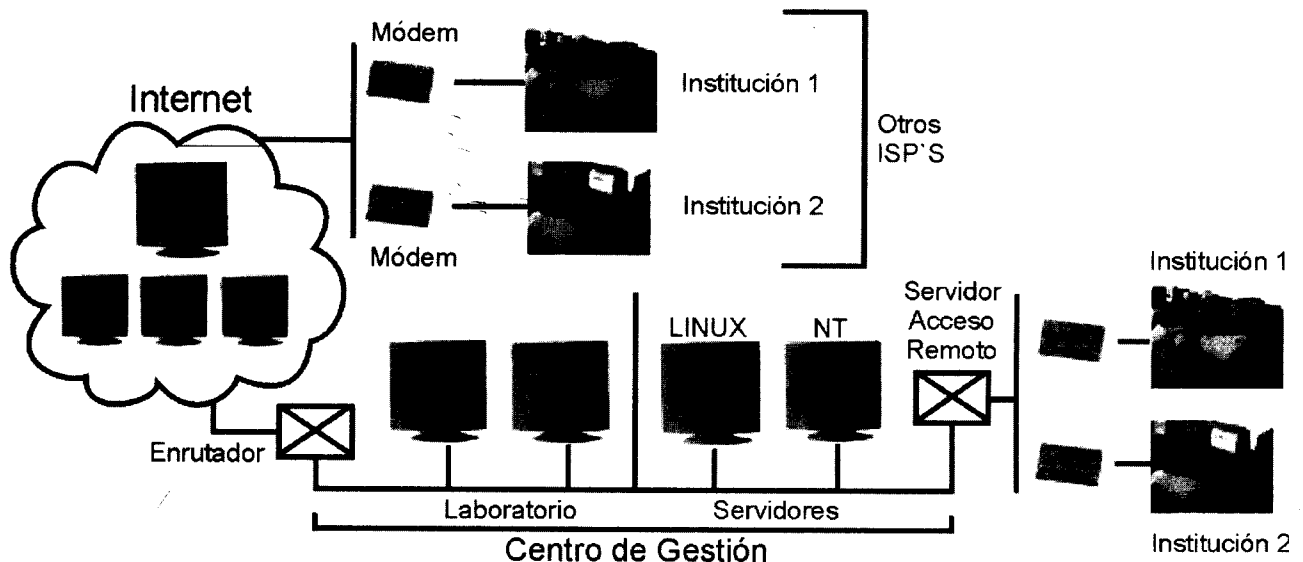 Módem
Institución 1
Internet
Otros
ISP`S
Institución 2
Módem
Institución 1
Servidor
Acceso
Remoto
LINUX
NT
Enrutador
Laboratorio
Servidores
Centro de Gestión
Institución 2